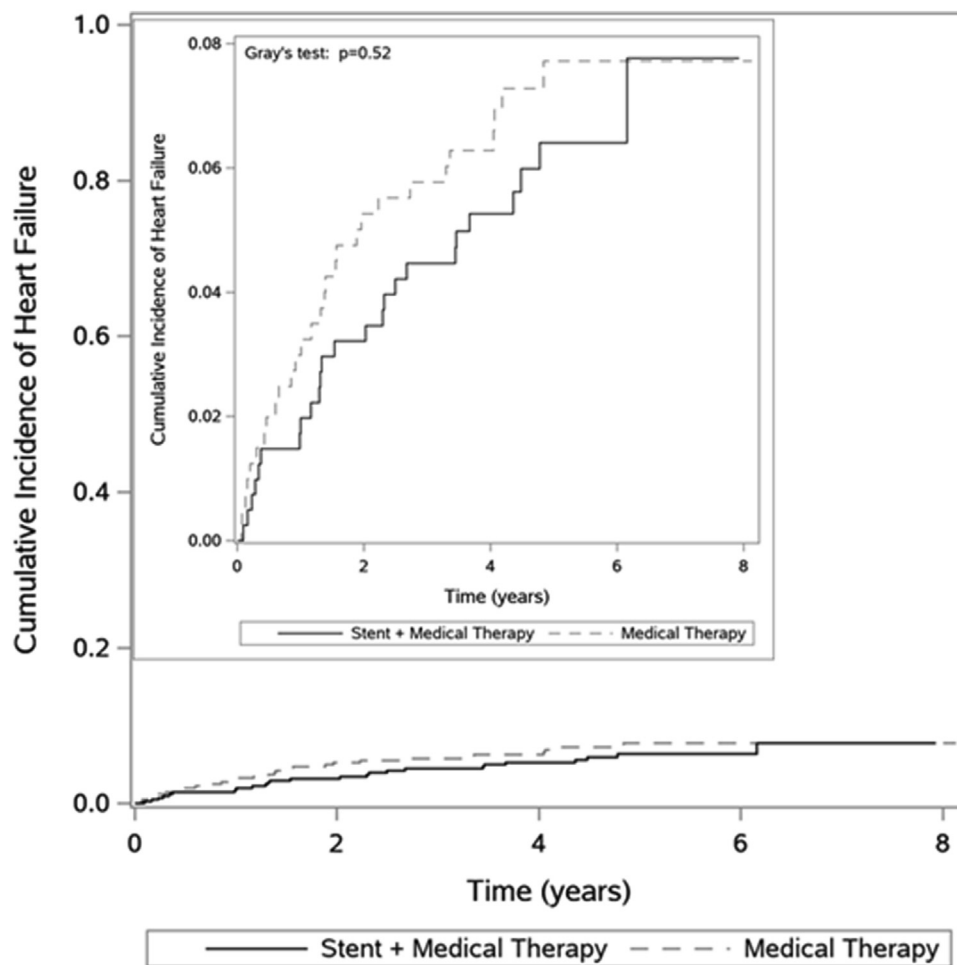 1.0
0.8
0.6
0.4
0.2
0.0
Cumulative Incidence of Heart Failure
0.08
0.06
0.04
0.02
0.00
Cumulative Incidence of Heart Failure
Gray's test: p=0.52
0 2 4 6 8
Time (years)
Stent + Medical Therapy Medical Therapy
0 2 4 6 8
Time (years)
Stent + Medical Therapy Medical Therapy